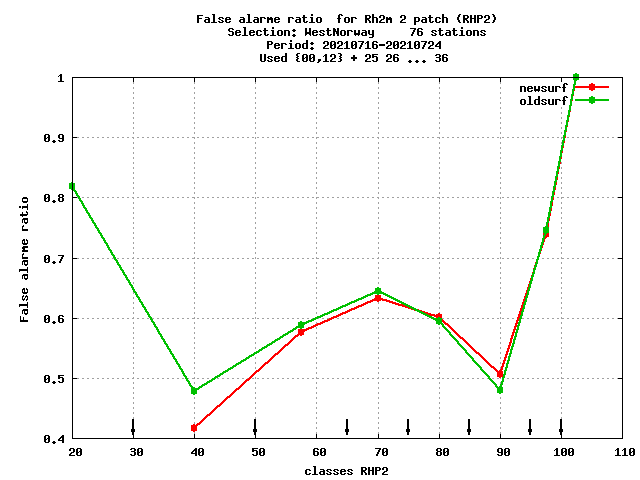 False alarme ratio  for Rh2m 2 patch (RHP2)
Selection: WestNorway     76 stations
Period: 20210716-20210724
Used {00,12} + 25 26 ... 36
newsurf
oldsurf
False alarme ratio
1
0.9
0.8
0.7
0.6
0.5
0.4
20 30 40 50 60 70 80 90 100 110
classes RHP2